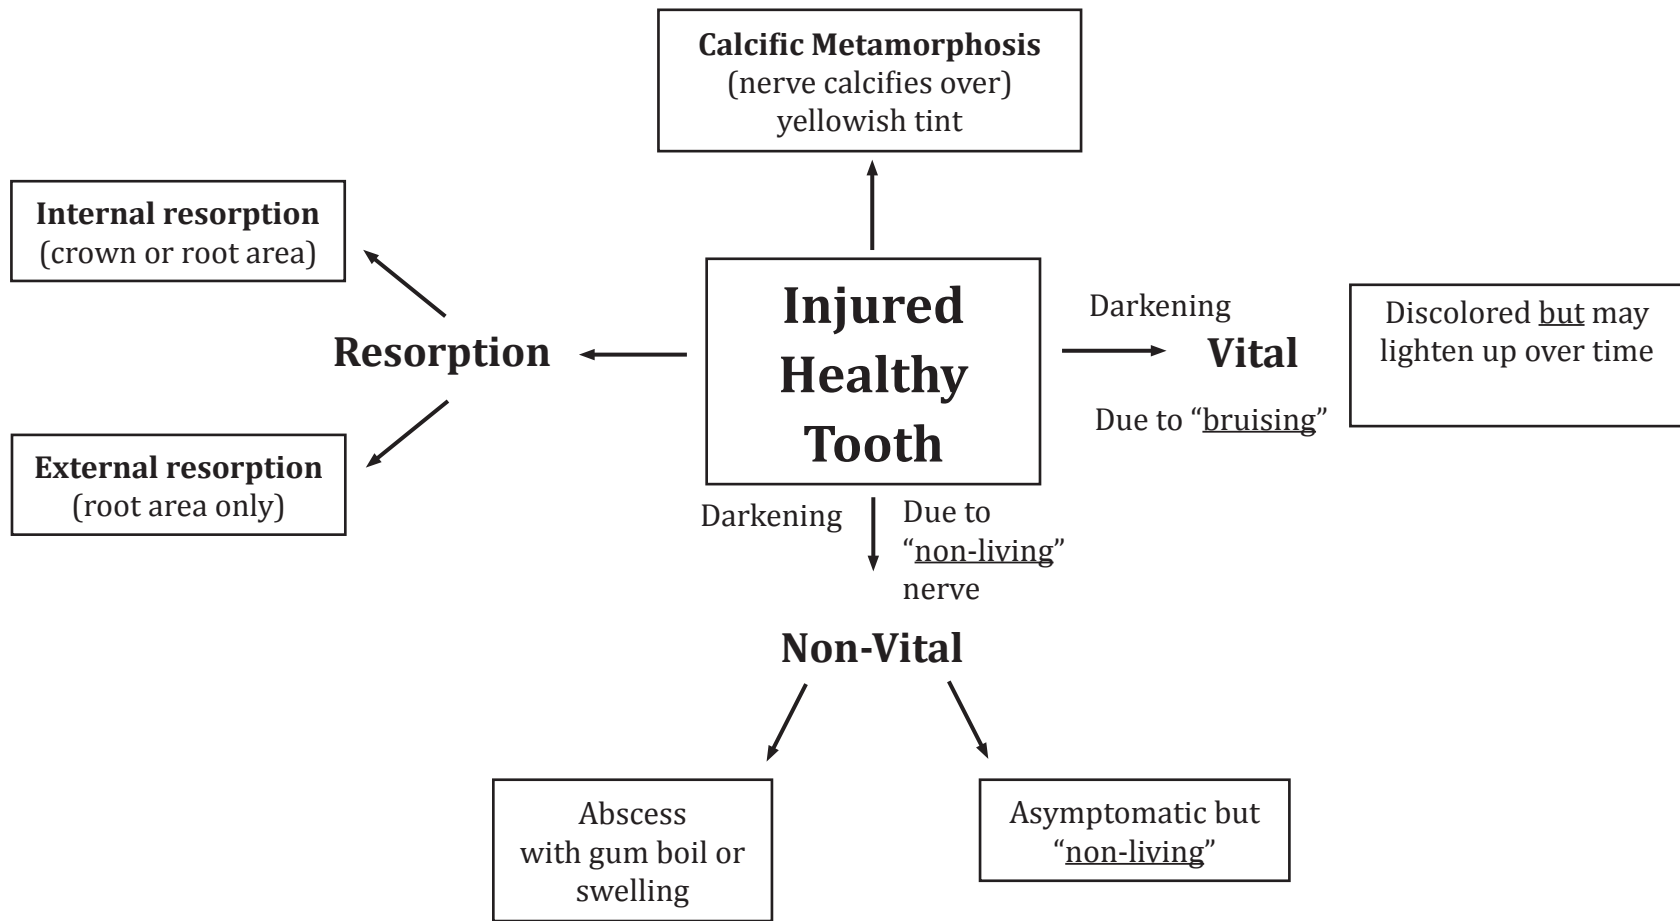 Calcific Metamorphosis
(nerve calcifies over)
yellowish tint
Internal resorption
(crown or root area)
Resorption
External resorption
(root area only)
Injured
Healthy
Tooth
Darkening
Vital
Due to “bruising”
Discolored but may
lighten up over time
Darkening
Due to
“non-living”
nerve
Non-Vital
Abscess
with gum boil or
swelling
Asymptomatic but
“non-living”